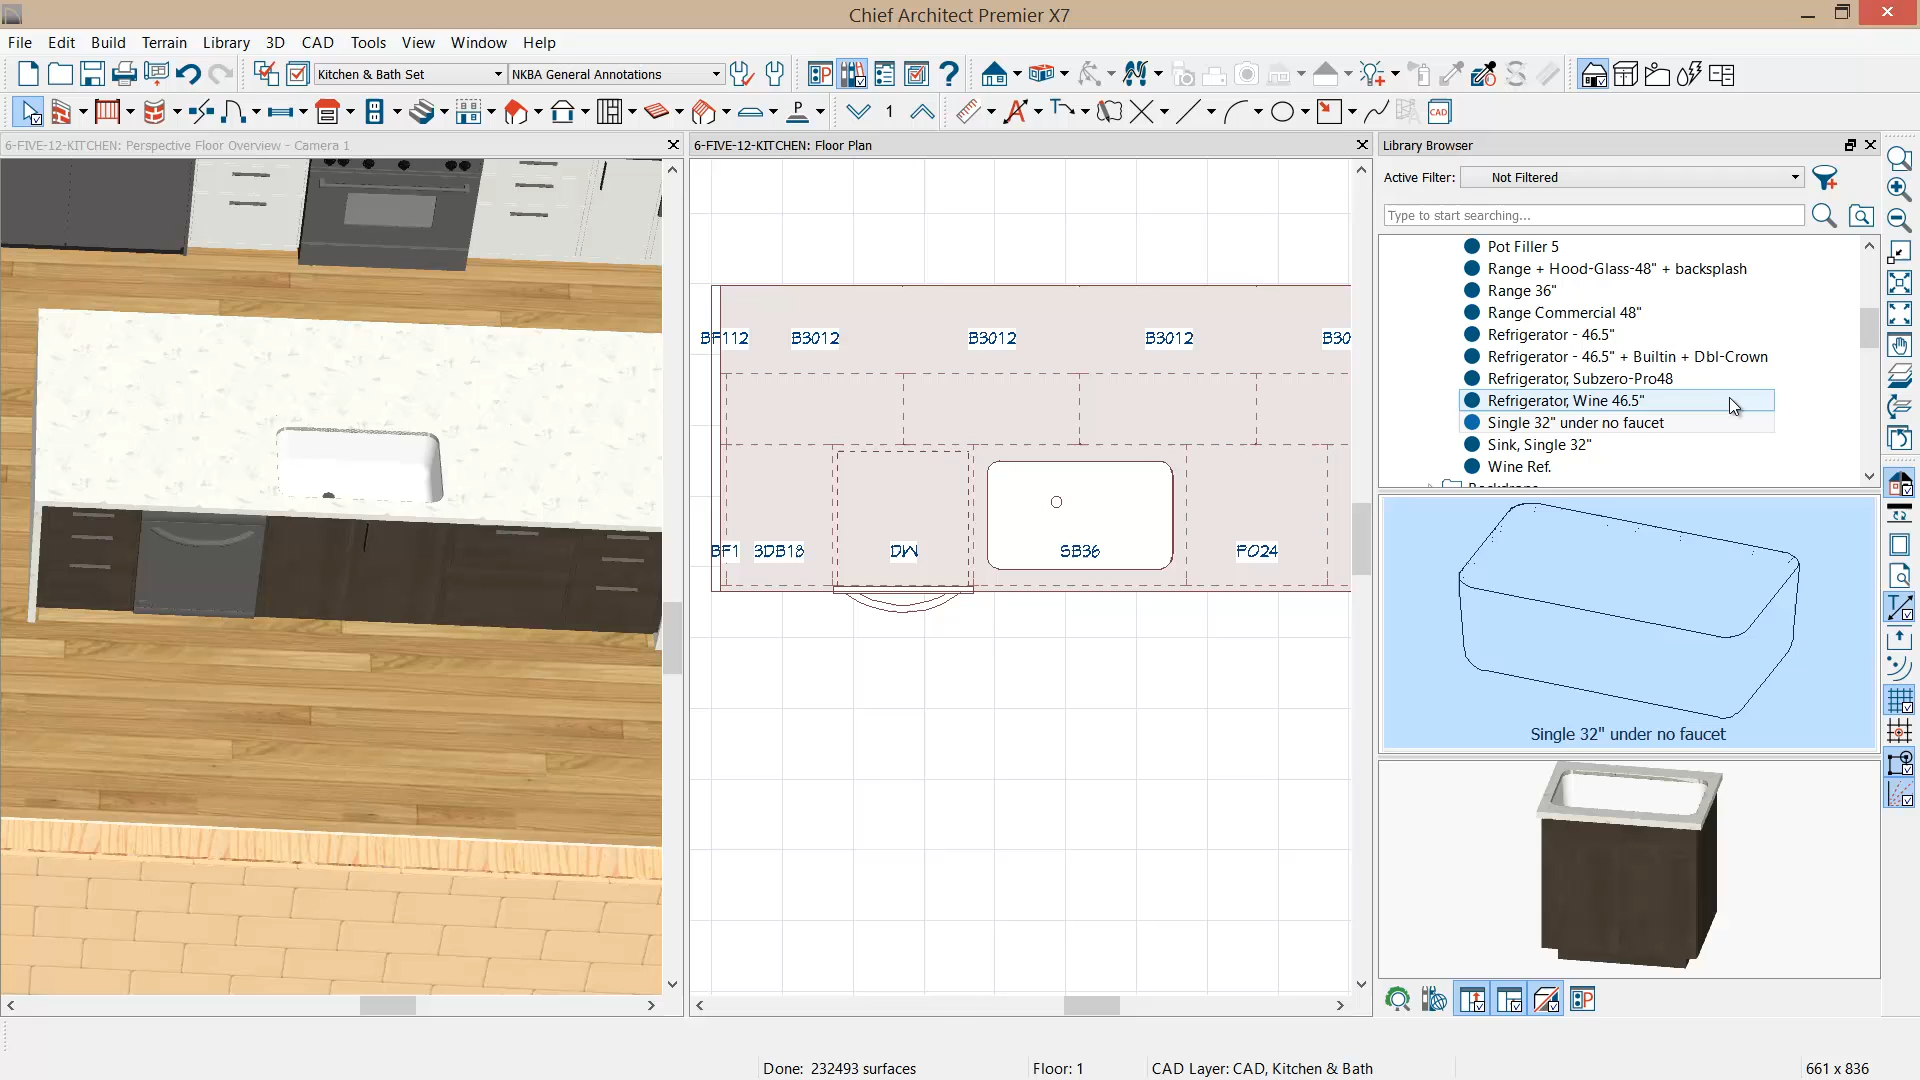 Chief Architect Premier X7
File Edit Build Terrain Library 3D CAD Tools View Window Help
Kitchen & Bath Set
NKBA General Annotations
1
CAD
6-FIVE-12-KITCHEN: Perspective Floor Overview - Camera 1
6-FIVE-12-KITCHEN: Floor Plan
Library Browser
Active Filter: Not Filtered
Type to start searching...
Pot Filler 5
Range + Hood-Glass-48" + backsplash
Range 36"
Range Commercial 48"
Refrigerator - 46.5"
Refrigerator - 46.5" + Builtin + Dbl-Crown
Refrigerator, Subzero-Pro48
Refrigerator, Wine 46.5"
Single 32" under no faucet
Sink, Single 32"
Wine Ref.
BF112 B3012 B3012 B3012 B30
BF1 3DB18 DW SB36 FO24
Single 32" under no faucet
Done: 232493 surfaces
Floor: 1
CAD Layer: CAD, Kitchen & Bath
661 x 836